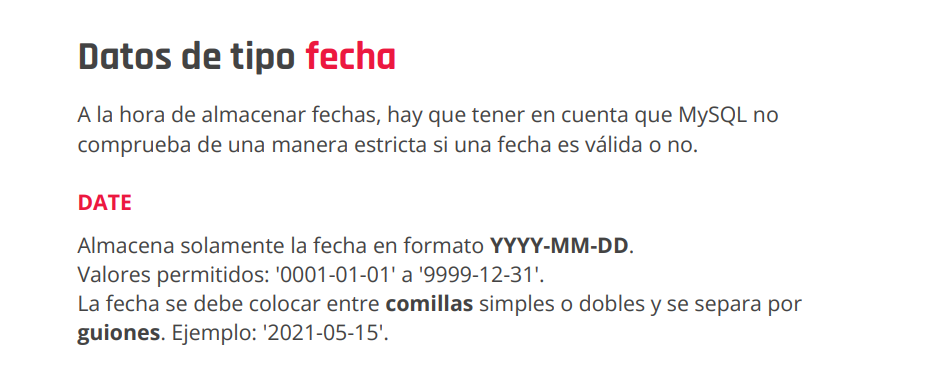 Datos de tipo fecha
A la hora de almacenar fechas, hay que tener en cuenta que MySQL no
comprueba de una manera estricta si una fecha es válida o no.
DATE
Almacena solamente la fecha en formato YYYY-MM-DD.
Valores permitidos: '0001-01-01' a '9999-12-31'.
La fecha se debe colocar entre comillas simples o dobles y se separa por
guiones. Ejemplo: '2021-05-15'.